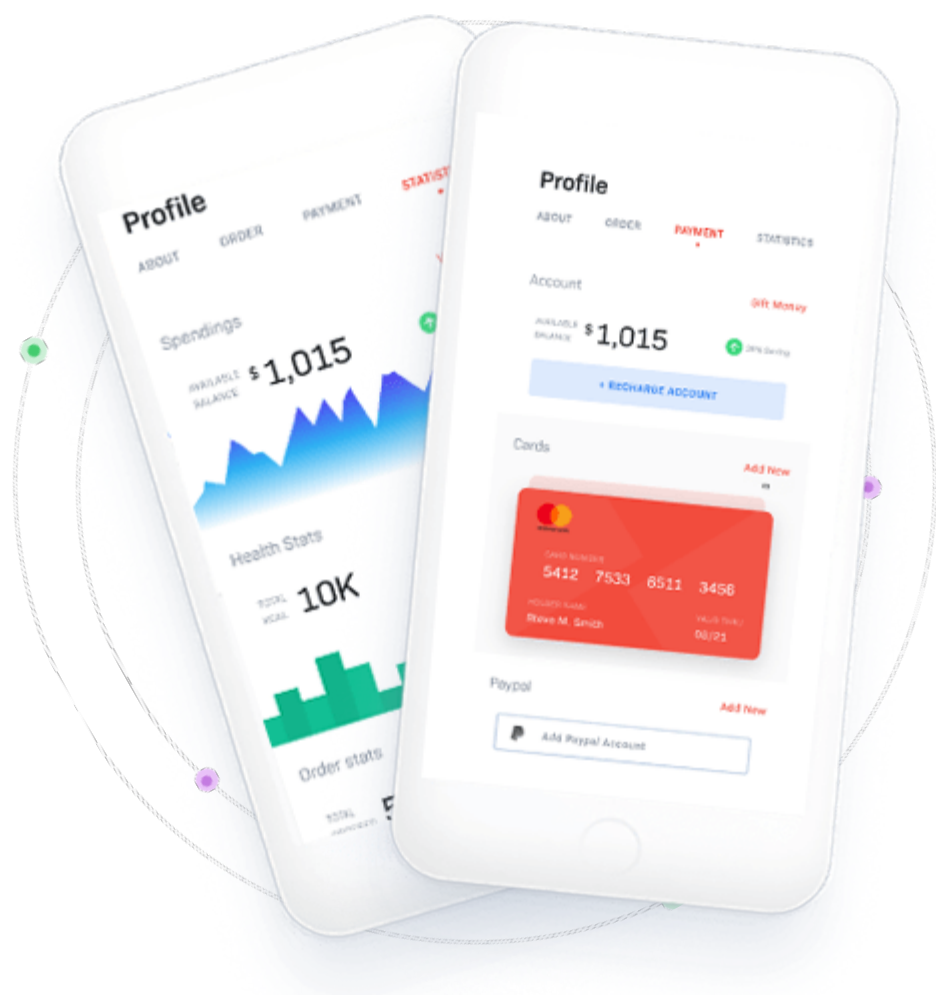 Profile
ABOUT ORDER PAYMENT STATIST
Spendings
AVAILABLE
BALANCE
$ 1,015
Health Stats
TOTAL
KCAL
10K
Order stats
TOTAL
5
Profile
ABOUT ORDER PAYMENT STATISTICS
Account
Gift Money
AVAILABLE
BALANCE
$ 1,015
+ RECHARGE ACCOUNT
Cards
Add New
CARD NUMBER
5412 7533 6511 3456
HOLDER NAME
VALID THRU
Steve M. Smith
08/21
Paypal
Add New
Add Paypal Account